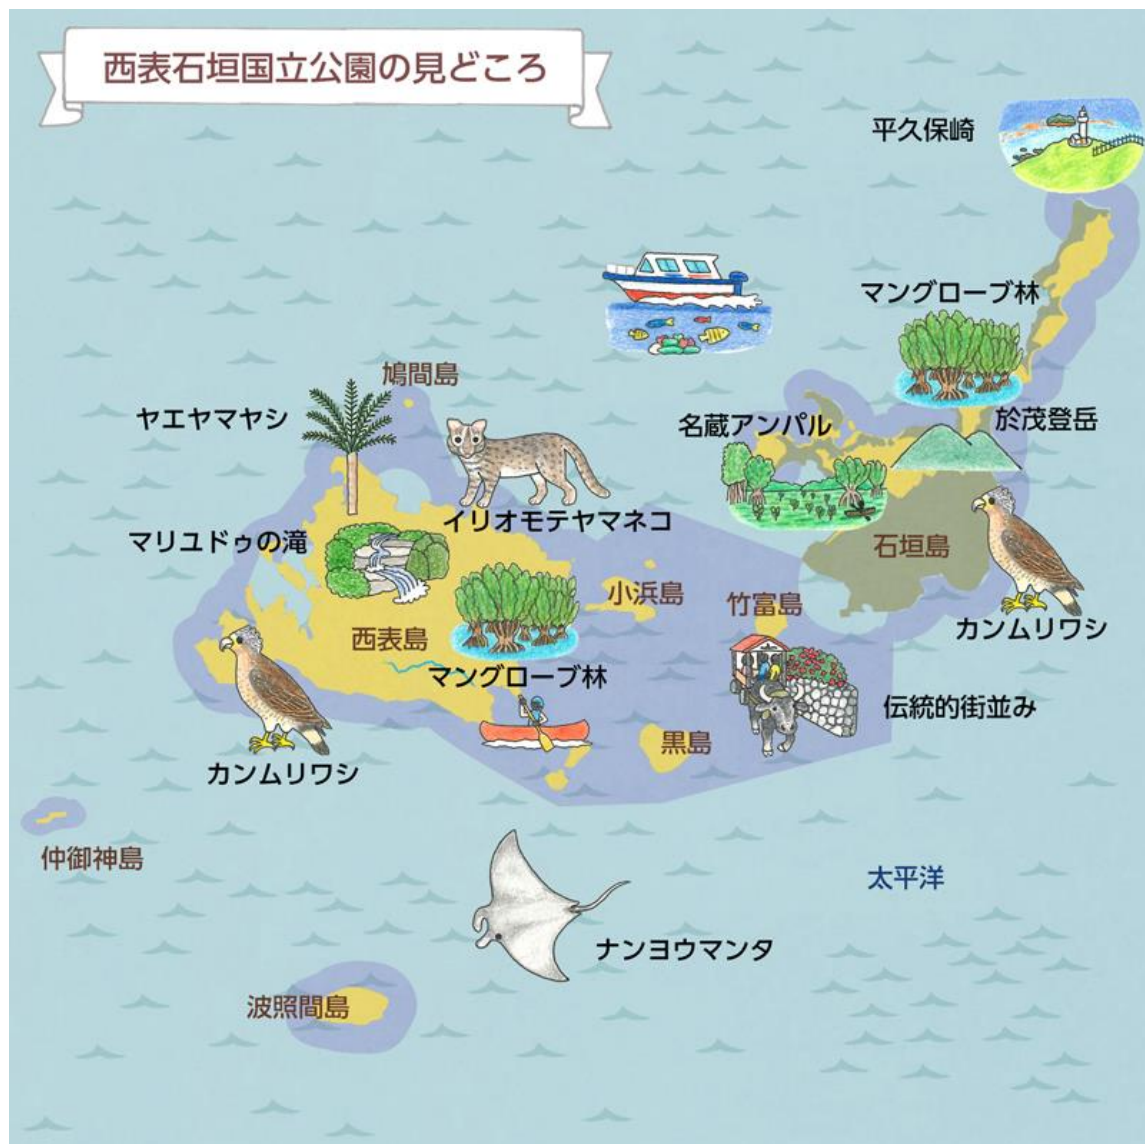 西表石垣国立公園の見どころ
平久保崎
マングローブ林
鳩間島
ヤエヤマヤシ
名蔵アンパル
於茂登岳
イリオモテヤマネコ
マリユドゥの滝
石垣島
小浜島
竹富島
カンムリワシ
西表島
マングローブ林
伝統的街並み
黒島
カンムリワシ
仲御神島
太平洋
ナンヨウマンタ
波照間島